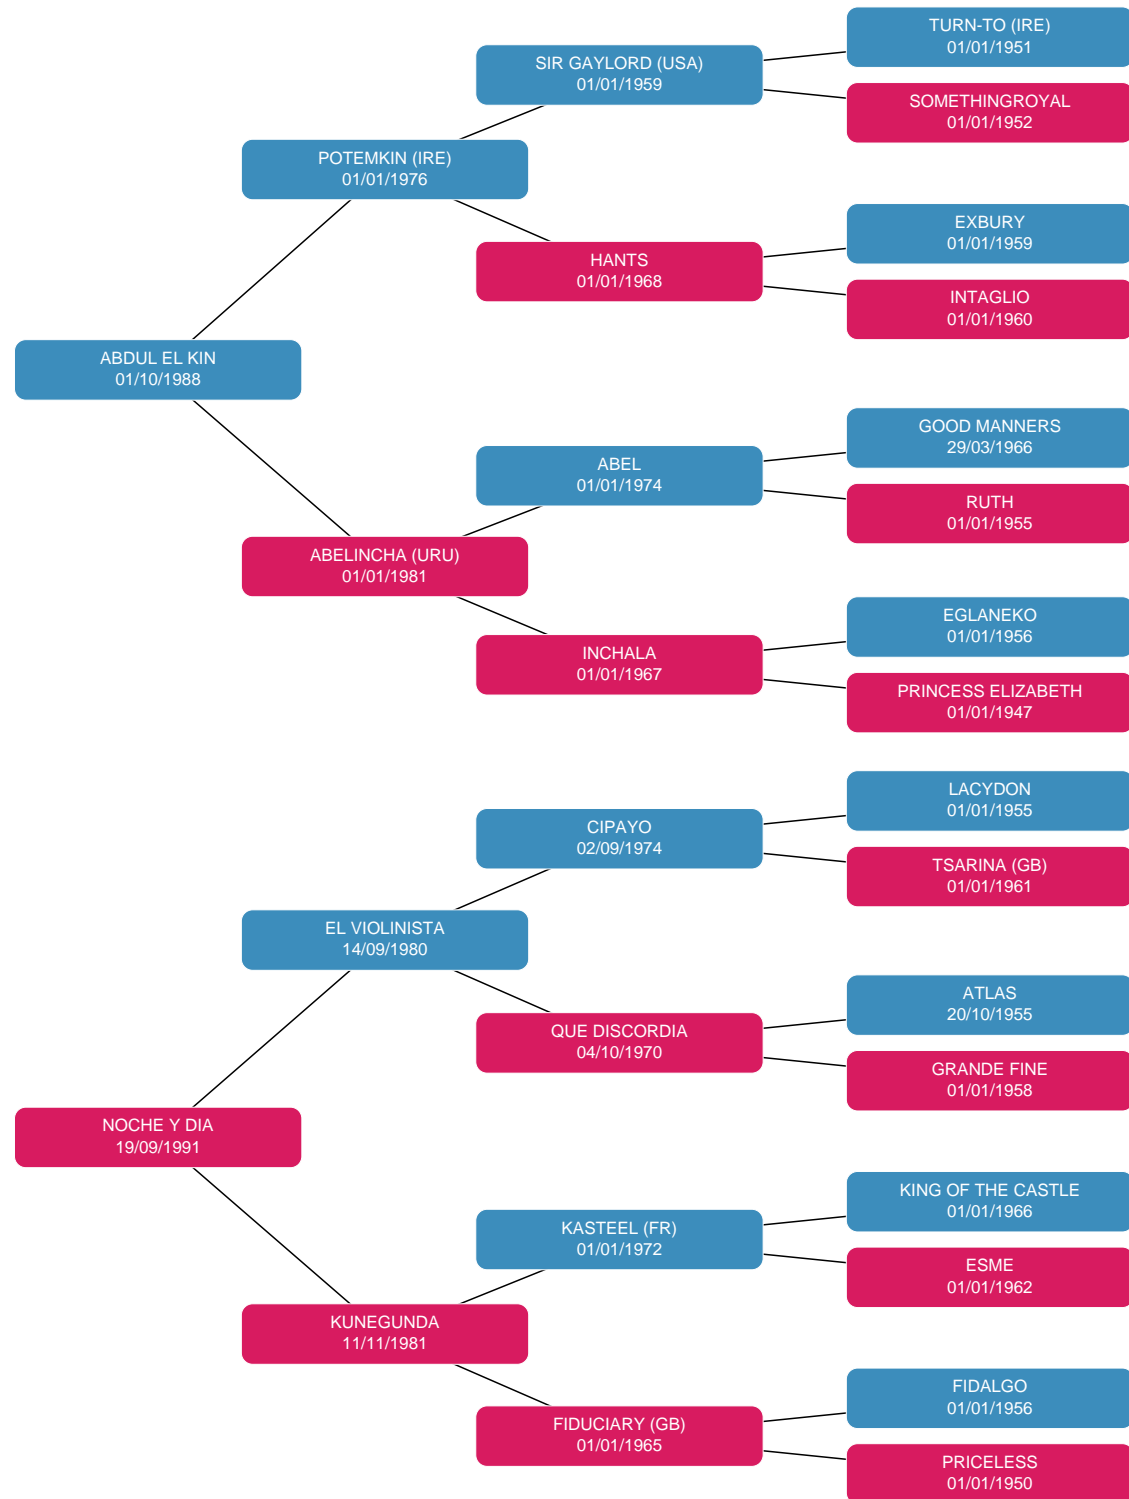 TURN-TO (IRE)
01/01/1951
SIR GAYLORD (USA)
01/01/1959
SOMETHINGROYAL
01/01/1952
POTEMKIN (IRE)
01/01/1976
EXBURY
01/01/1959
HANTS
01/01/1968
INTAGLIO
01/01/1960
ABDUL EL KIN
01/10/1988
GOOD MANNERS
29/03/1966
ABEL
01/01/1974
RUTH
01/01/1955
ABELINCHA (URU)
01/01/1981
EGLANEKO
01/01/1956
INCHALA
01/01/1967
PRINCESS ELIZABETH
01/01/1947
LACYDON
01/01/1955
CIPAYO
02/09/1974
TSARINA (GB)
01/01/1961
EL VIOLINISTA
14/09/1980
ATLAS
20/10/1955
QUE DISCORDIA
04/10/1970
GRANDE FINE
01/01/1958
NOCHE Y DIA
19/09/1991
KING OF THE CASTLE
01/01/1966
KASTEEL (FR)
01/01/1972
ESME
01/01/1962
KUNEGUNDA
11/11/1981
FIDALGO
01/01/1956
FIDUCIARY (GB)
01/01/1965
PRICELESS
01/01/1950